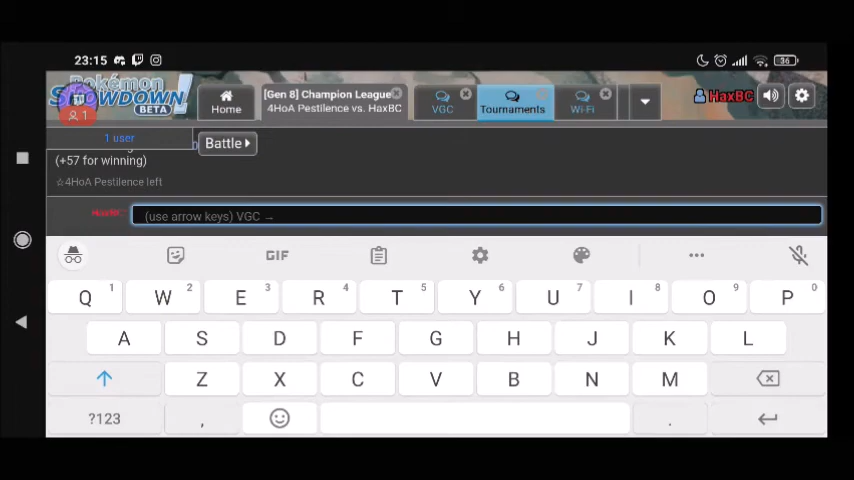 23:15
36
Pokémon
SHOWDOWN!
BETA
Home
[Gen 8] Champion League
4HoA Pestilence vs. HaxBC
VGC
Tournaments
Wi-Fi
HaxBC
1
1 user
Battle
(+57 for winning)
☆4HoA Pestilence left
(use arrow keys) VGC →
GIF
Q 1 W 2 E 3 R 4 T 5 Y 6 U 7 I 8 O 9 P 0
A S D F G H J K L
Z X C V B N M
?123 , .